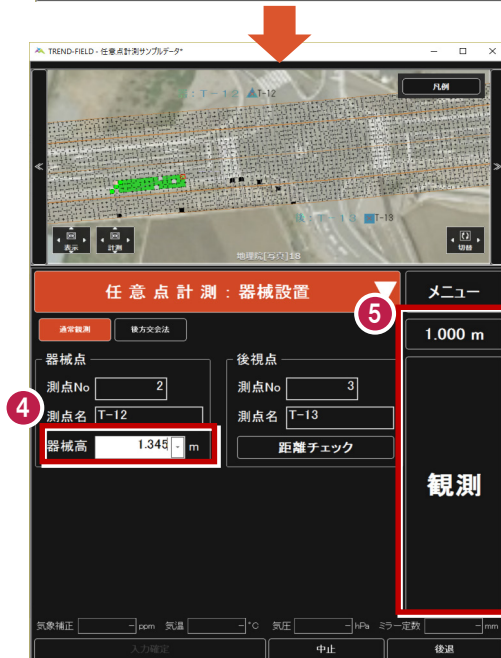 TREND-FIELD - 任意点計測サンプルデータ*
T-12 T-12
凡例
T-13 T-13
表示 計測
地理院[写真]18
切替
任意点計測：器械設置
メニュー
5
通常観測 後方交会法
1.000 m
器械点
測点No 2
4
測点名 T-12
器械高 1.345 m
後視点
測点No 3
測点名 T-13
距離チェック
観測
気象補正 - ppm 気温 - °C 気圧 - hPa ミラー定数 - mm
入力確定 中止 後退